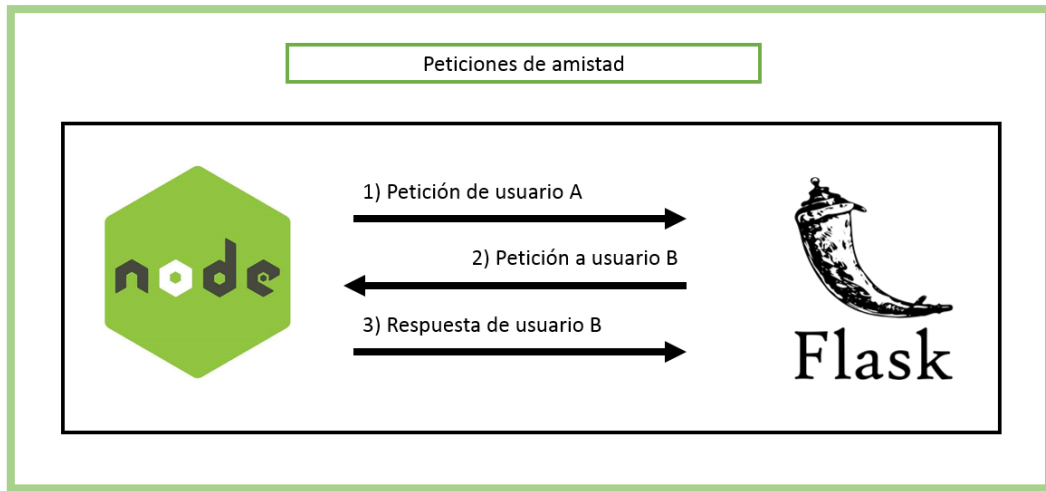 Peticiones de amistad
1) Petición de usuario A
2) Petición a usuario B
3) Respuesta de usuario B
node
Flask